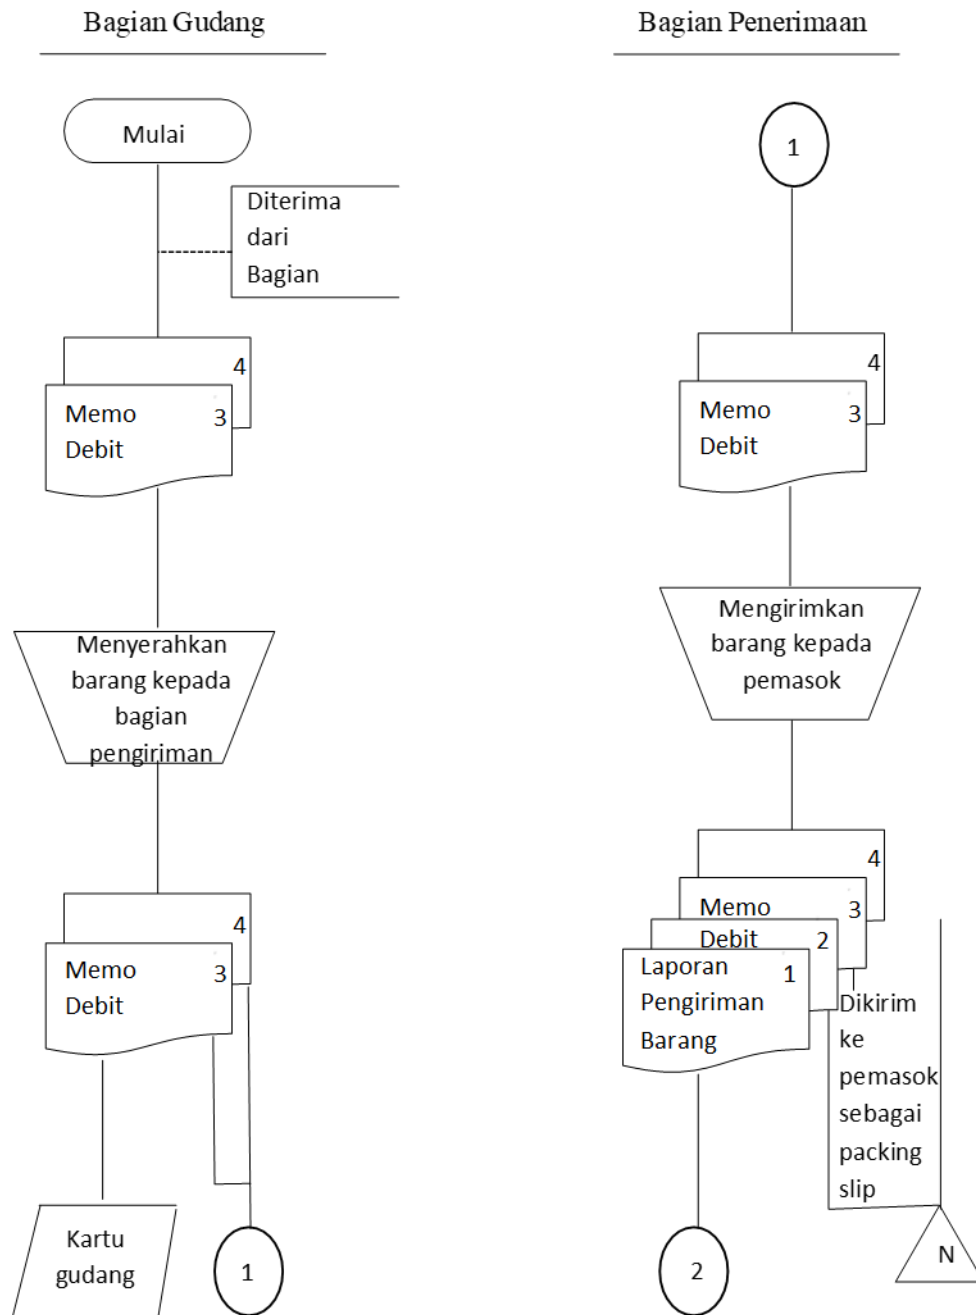 Bagian Gudang
Mulai
Diterima
dari
Bagian
4
Memo 3
Debit
Menyerahkan
barang kepada
bagian
pengiriman
4
Memo 3
Debit
Kartu
gudang
1
Bagian Penerimaan
1
4
Memo 3
Debit
Mengirimkan
barang kepada
pemasok
4
Memo 3
Debit 2
Laporan 1
Pengiriman
Barang
Dikirim
ke
pemasok
sebagai
packing
slip
2
N